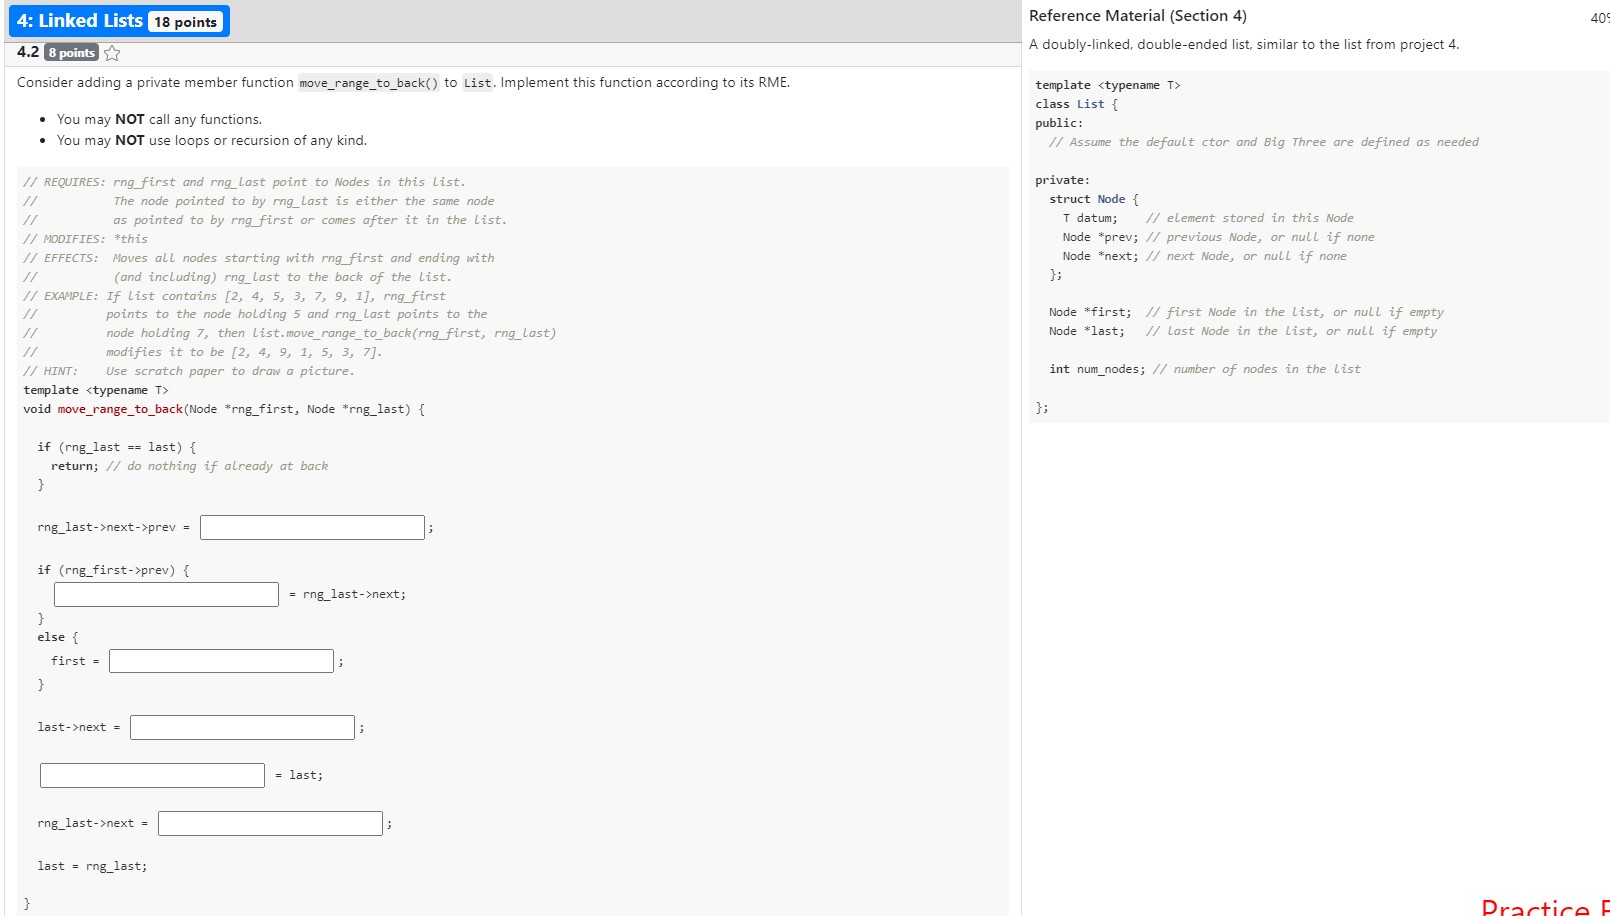 4: Linked Lists 18 points
4.2 8 points
Consider adding a private member function move_range_to_back() to List. Implement this function according to its RME.
• You may NOT call any functions.
• You may NOT use loops or recursion of any kind.
// REQUIRES: rng_first and rng_last point to Nodes in this list.
// The node pointed to by rng_last is either the same node
// as pointed to by rng_first or comes after it in the list.
// MODIFIES: *this
// EFFECTS: Moves all nodes starting with rng_first and ending with
// (and including) rng_last to the back of the list.
// EXAMPLE: If list contains [2, 4, 5, 3, 7, 9, 1], rng_first
// points to the node holding 5 and rng_last points to the
// node holding 7, then list.move_range_to_back(rng_first, rng_last)
// modifies it to be [2, 4, 9, 1, 5, 3, 7].
// HINT: Use scratch paper to draw a picture.
template <typename T>
void move_range_to_back(Node *rng_first, Node *rng_last) {
if (rng_last == last) {
return; // do nothing if already at back
}
rng_last->next->prev = ;
if (rng_first->prev) {
= rng_last->next;
}
else {
first = ;
}
last->next = ;
= last;
rng_last->next = ;
last = rng_last;
}
Reference Material (Section 4)
40%
A doubly-linked, double-ended list, similar to the list from project 4.
template <typename T>
class List {
public:
// Assume the default ctor and Big Three are defined as needed
private:
struct Node {
T datum; // element stored in this Node
Node *prev; // previous Node, or null if none
Node *next; // next Node, or null if none
};
Node *first; // first Node in the list, or null if empty
Node *last; // last Node in the list, or null if empty
int num_nodes; // number of nodes in the list
};
Practice